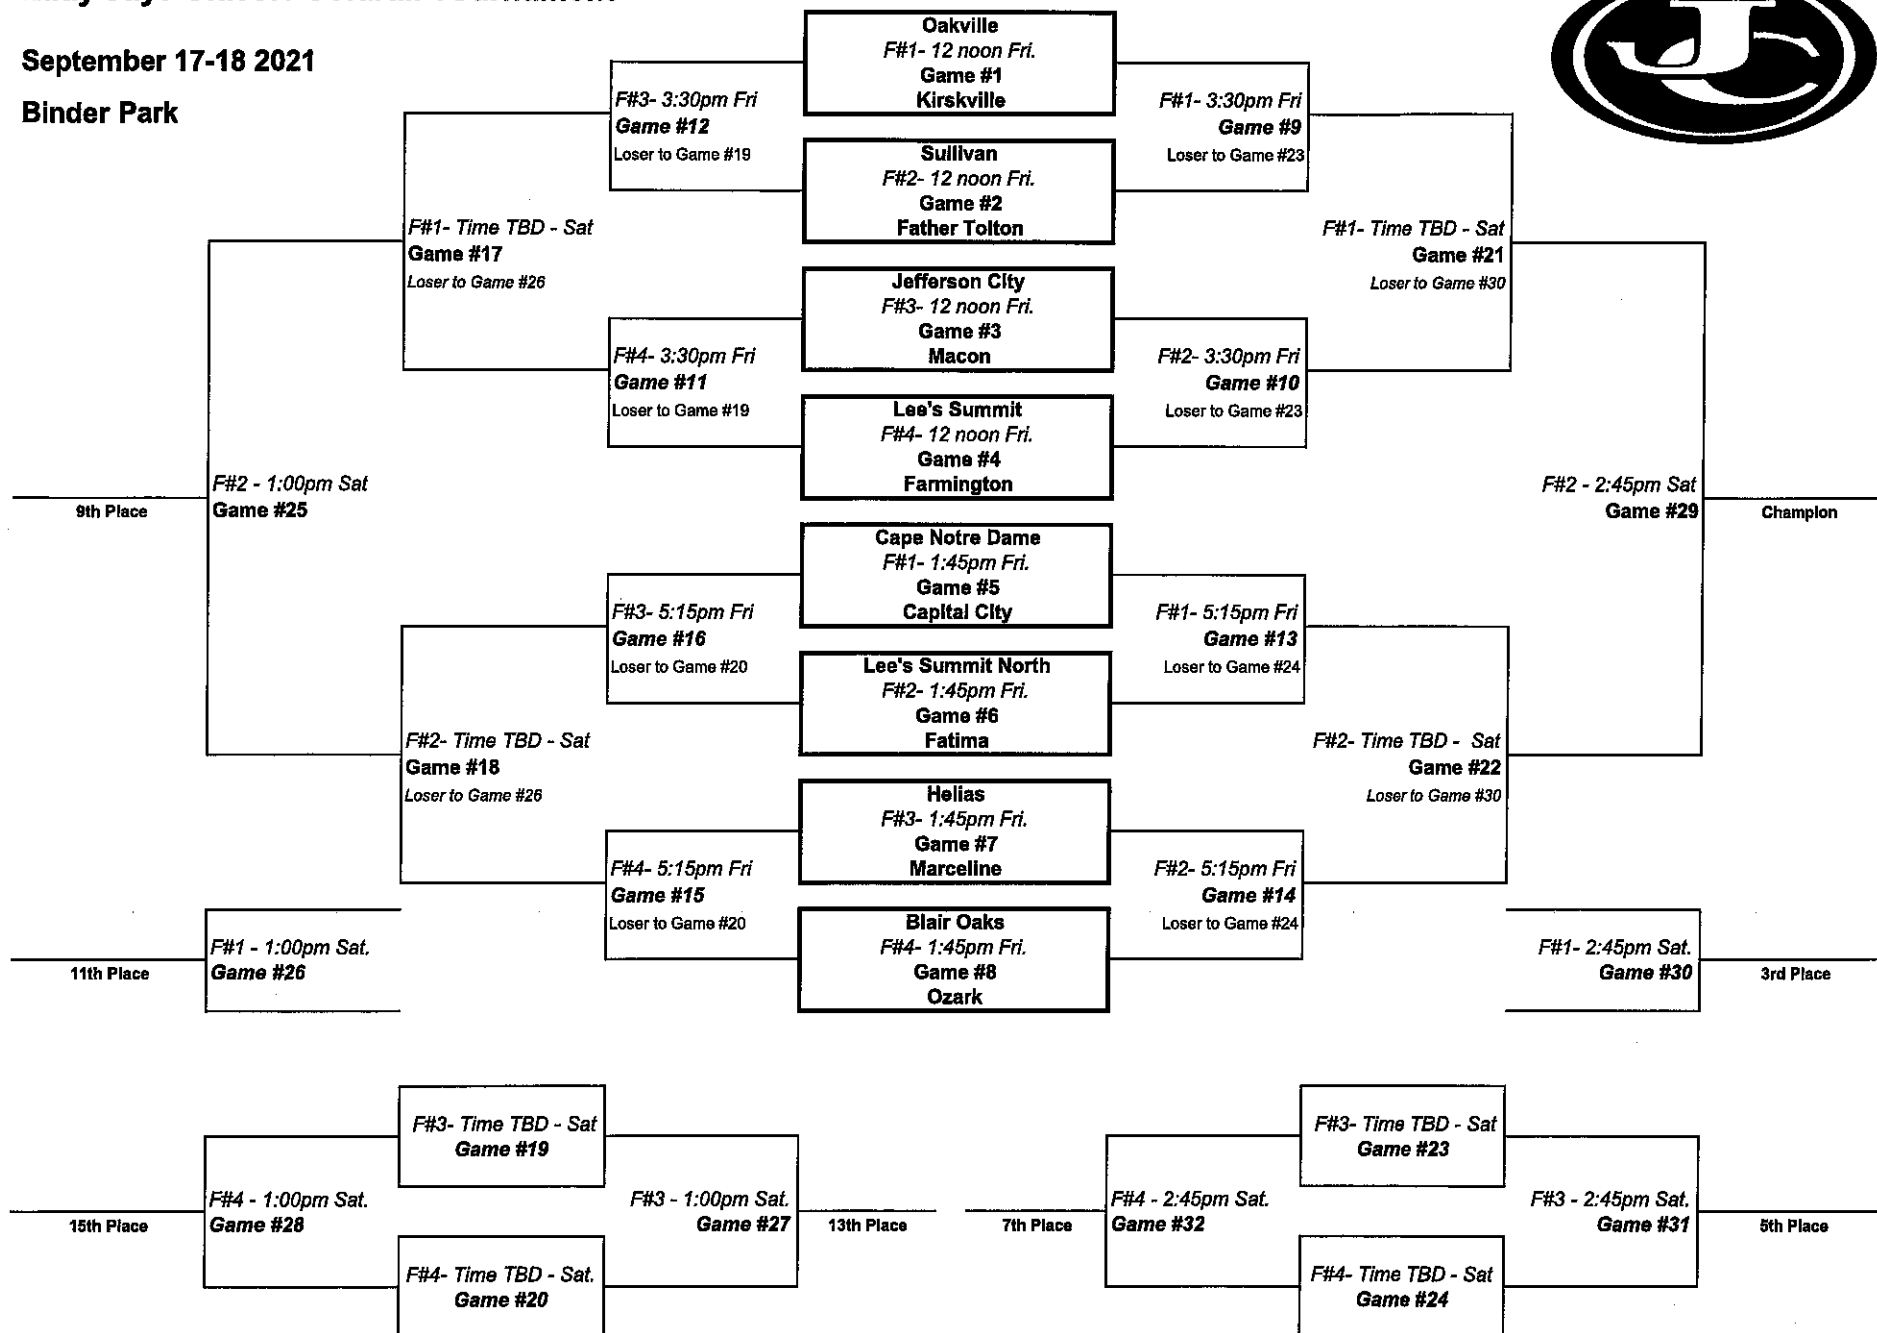 September 17-18 2021
Binder Park
JC
Oakville
F#1- 12 noon Fri.
Game #1
Kirskville
Sullivan
F#2- 12 noon Fri.
Game #2
Father Tolton
Jefferson City
F#3- 12 noon Fri.
Game #3
Macon
Lee's Summit
F#4- 12 noon Fri.
Game #4
Farmington
Cape Notre Dame
F#1- 1:45pm Fri.
Game #5
Capital City
Lee's Summit North
F#2- 1:45pm Fri.
Game #6
Fatima
Helias
F#3- 1:45pm Fri.
Game #7
Marceline
Blair Oaks
F#4- 1:45pm Fri.
Game #8
Ozark
F#3- 3:30pm Fri
Game #12
Loser to Game #19
F#4- 3:30pm Fri
Game #11
Loser to Game #19
F#3- 5:15pm Fri
Game #16
Loser to Game #20
F#4- 5:15pm Fri
Game #15
Loser to Game #20
F#1- Time TBD - Sat
Game #17
Loser to Game #26
F#2- Time TBD - Sat
Game #18
Loser to Game #26
F#2 - 1:00pm Sat
Game #25
9th Place
F#1 - 1:00pm Sat.
Game #26
11th Place
F#1- 3:30pm Fri
Game #9
Loser to Game #23
F#2- 3:30pm Fri
Game #10
Loser to Game #23
F#1- 5:15pm Fri
Game #13
Loser to Game #24
F#2- 5:15pm Fri
Game #14
Loser to Game #24
F#1- Time TBD - Sat
Game #21
Loser to Game #30
F#2- Time TBD - Sat
Game #22
Loser to Game #30
F#2 - 2:45pm Sat
Game #29
Champion
F#1- 2:45pm Sat.
Game #30
3rd Place
F#3- Time TBD - Sat
Game #19
F#4 - 1:00pm Sat.
Game #28
15th Place
F#3 - 1:00pm Sat.
Game #27
13th Place
F#4- Time TBD - Sat.
Game #20
F#3- Time TBD - Sat
Game #23
7th Place
F#4 - 2:45pm Sat.
Game #32
F#3 - 2:45pm Sat.
Game #31
5th Place
F#4- Time TBD - Sat
Game #24